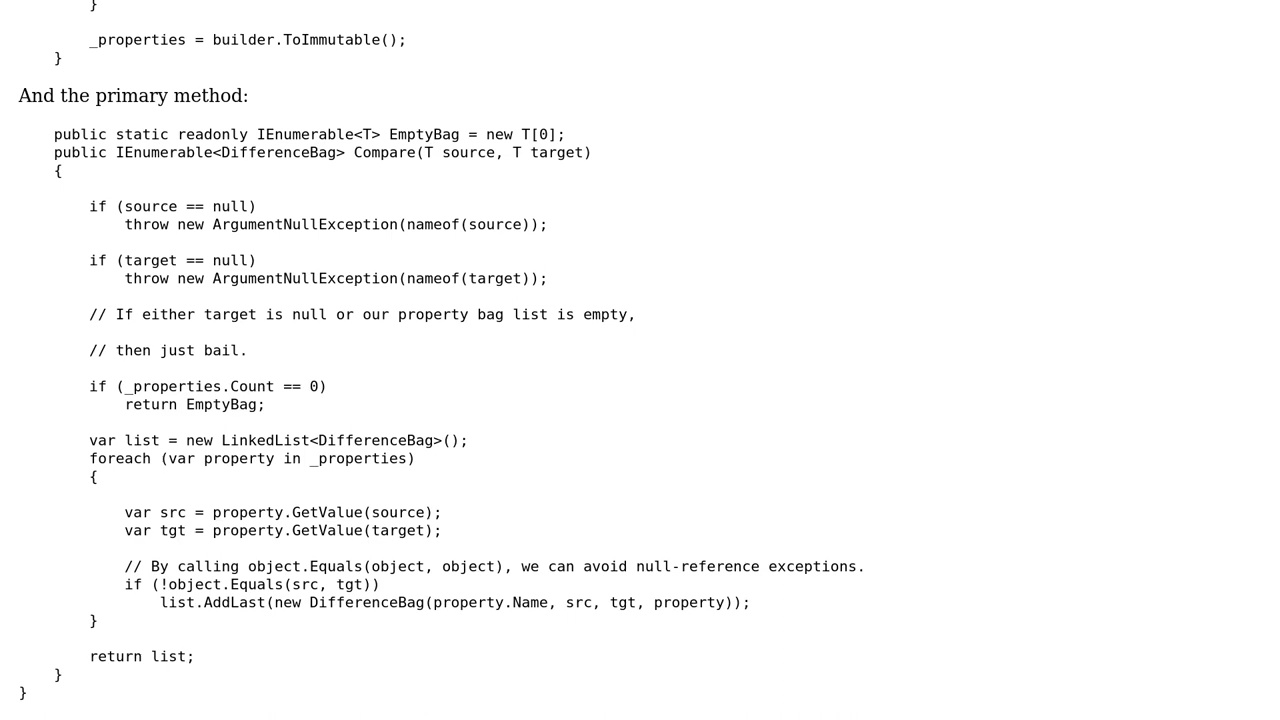 }
        _properties = builder.ToImmutable();
    }
And the primary method:
    public static readonly IEnumerable<T> EmptyBag = new T[0];
    public IEnumerable<DifferenceBag> Compare(T source, T target)
    {
        if (source == null)
            throw new ArgumentNullException(nameof(source));
        if (target == null)
            throw new ArgumentNullException(nameof(target));
        // If either target is null or our property bag list is empty,
        // then just bail.
        if (_properties.Count == 0)
            return EmptyBag;
        var list = new LinkedList<DifferenceBag>();
        foreach (var property in _properties)
        {
            var src = property.GetValue(source);
            var tgt = property.GetValue(target);
            // By calling object.Equals(object, object), we can avoid null-reference exceptions.
            if (!object.Equals(src, tgt))
                list.AddLast(new DifferenceBag(property.Name, src, tgt, property));
        }
        return list;
    }
}